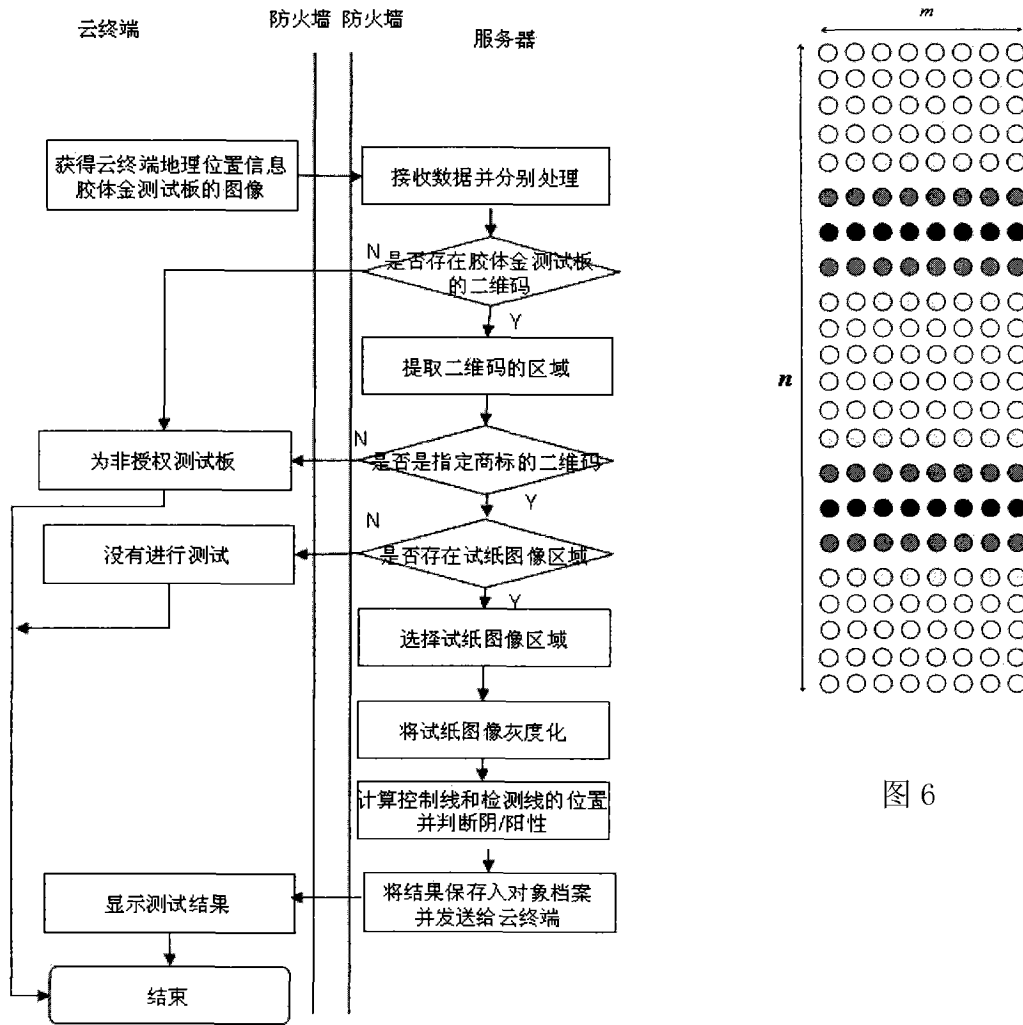 云终端
防火墙 防火墙
服务器
获得云终端地理位置信息
胶体金测试板的图像
接收数据并分别处理
N
是否存在胶体金测试板
的二维码
Y
提取二维码的区域
为非授权测试板
N
是否是指定商标的二维码
Y
没有进行测试
N
是否存在试纸图像区域
Y
选择试纸图像区域
将试纸图像灰度化
计算控制线和检测线的位置
并判断阴/阳性
显示测试结果
将结果保存入对象档案
并发送给云终端
结束
m
n
图 6